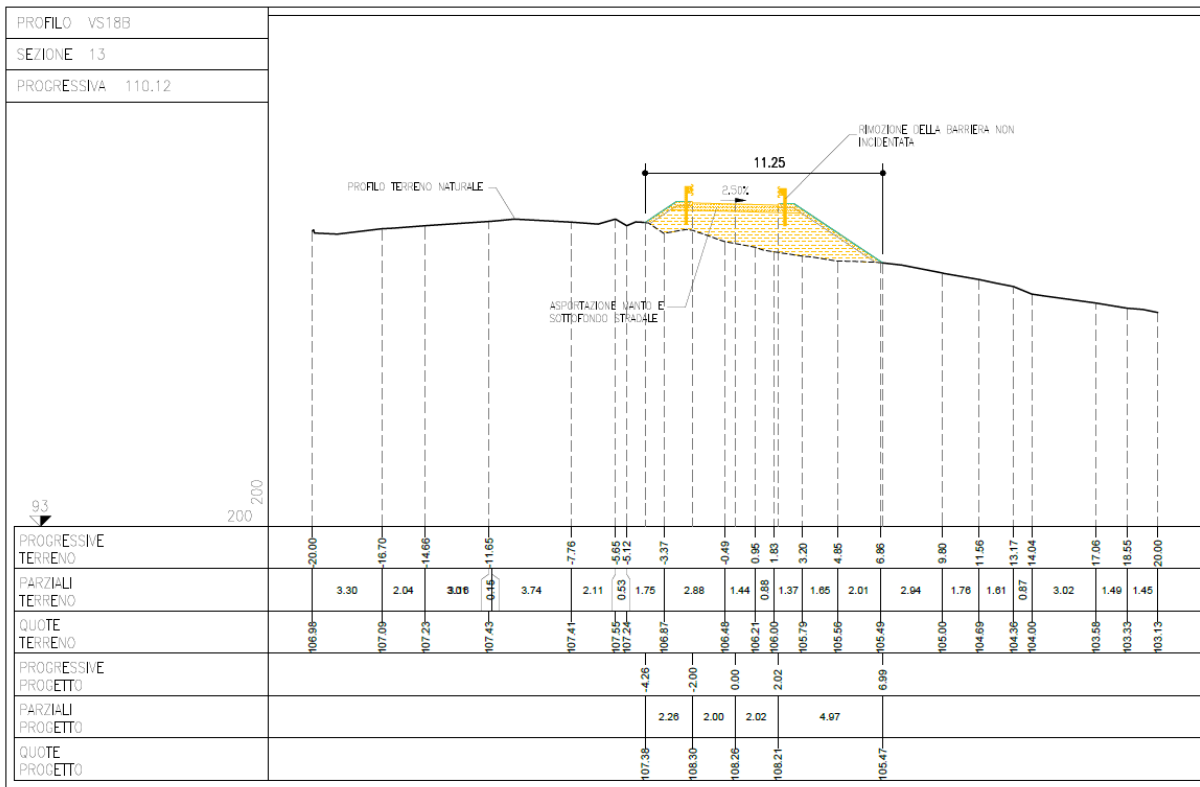 PROFILO VS18B
SEZIONE 13
PROGRESSIVA 110.12
RIMOZIONE DELLA BARRIERA NON
INCIDENTATA
11.25
PROFILO TERRENO NATURALE
2.50%
ASPORTAZIONE MANTO E
SOTTOFONDO STRADALE
93
200
200
PROGRESSIVE
TERRENO
-20.00 -16.70 -14.66 -11.65 -7.76 -5.65 -5.12 -3.37 -0.49 0.95 1.83 3.20 4.85 6.86 9.80 11.56 13.17 14.04 17.06 18.55 20.00
PARZIALI
TERRENO
3.30 2.04 0.15 3.74 2.11 0.53 1.75 2.88 1.44 0.88 1.37 1.65 2.01 2.94 1.76 1.61 0.87 3.02 1.49 1.45
QUOTE
TERRENO
106.98 107.09 107.23 107.43 107.41 107.55 107.24 106.87 106.48 106.21 106.00 105.79 105.56 105.49 105.00 104.69 104.36 104.00 103.58 103.33 103.13
PROGRESSIVE
PROGETTO
-4.26 -2.00 0.00 2.02 6.99
PARZIALI
PROGETTO
2.26 2.00 2.02 4.97
QUOTE
PROGETTO
107.38 108.30 108.26 108.21 105.47